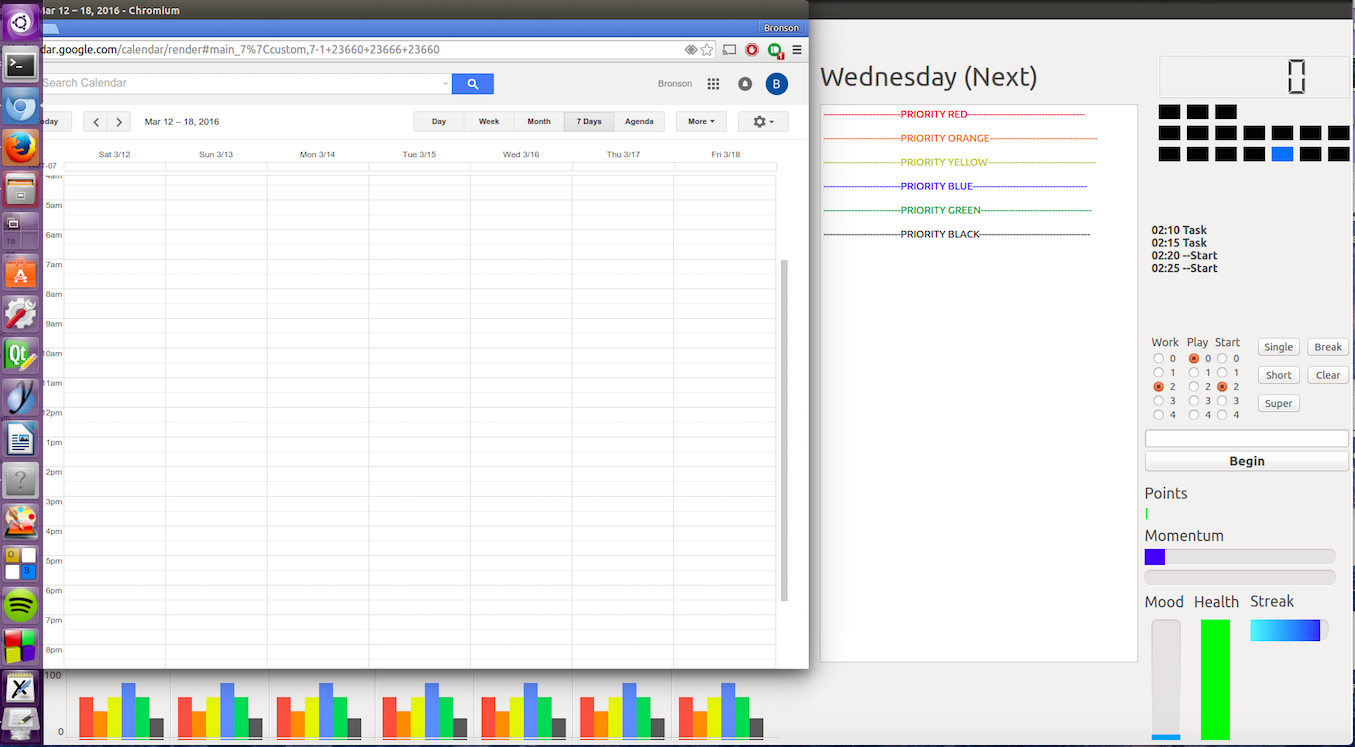 ar 12 – 18, 2016 - Chromium
Bronson
dar.google.com/calendar/render#main_7%7Ccustom,7-1+23660+23666+23660
Search Calendar
Bronson
B
oday
Mar 12 – 18, 2016
Day Week Month 7 Days Agenda More
Sat 3/12 Sun 3/13 Mon 3/14 Tue 3/15 Wed 3/16 Thu 3/17 Fri 3/18
-07
4am
5am
6am
7am
8am
9am
10am
11am
12pm
1pm
2pm
3pm
4pm
5pm
6pm
7pm
8pm
100
0
Wednesday (Next)
PRIORITY RED
PRIORITY ORANGE
PRIORITY YELLOW
PRIORITY BLUE
PRIORITY GREEN
PRIORITY BLACK
0
02:10 Task
02:15 Task
02:20 --Start
02:25 --Start
Work Play Start
0 0 0
1 1 1
2 2 2
3 3 3
4 4 4
Single Break
Short Clear
Super
Begin
Points
Momentum
Mood Health Streak
Qt